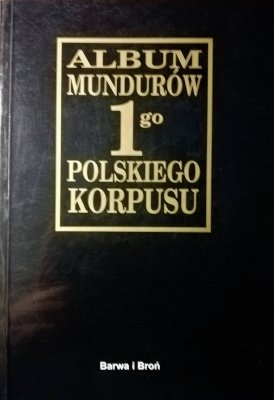 ALBUM
MUNDURÓW
1go
POLSKIEGO
KORPUSU
Barwa i Broń